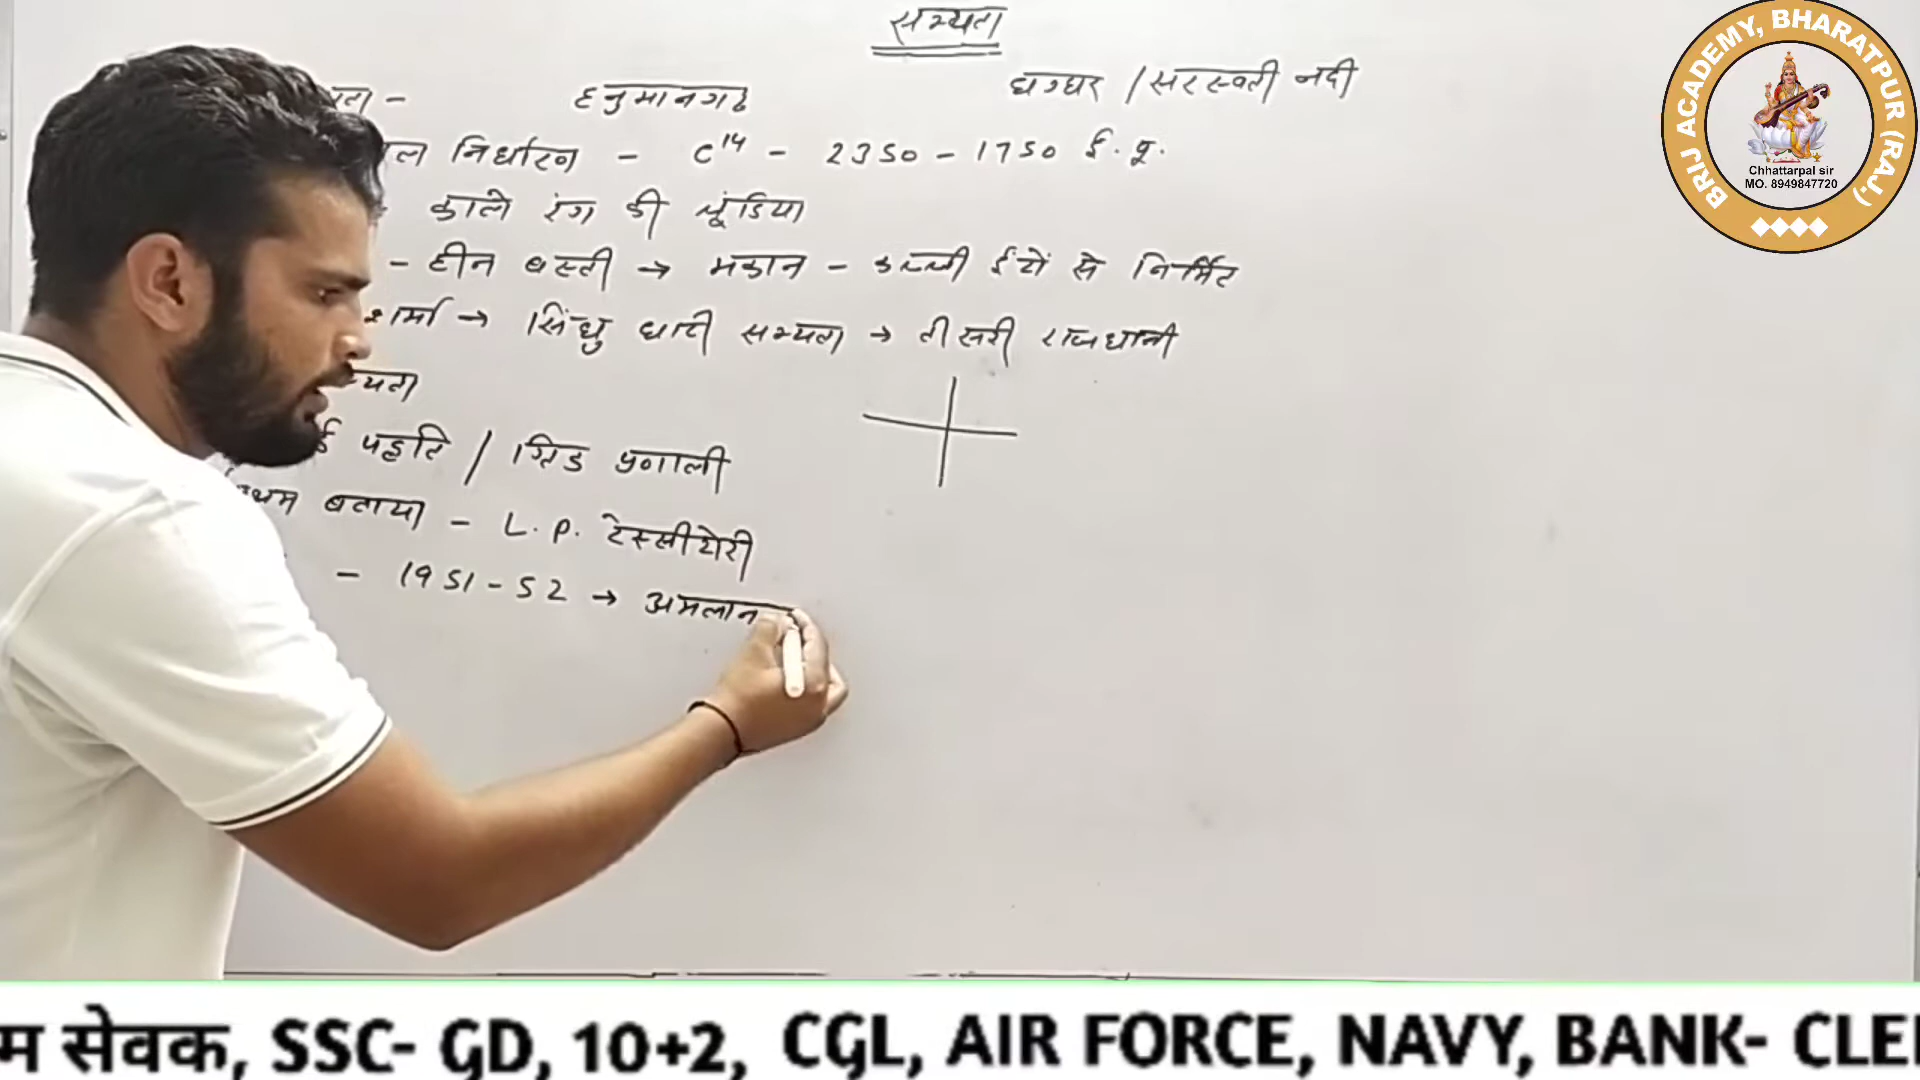 सभ्यता
हनुमानगढ घग्घर / सरस्वती नदी
निर्धारण - C14 - 2350 - 1750 ई. पू.
काले रंग की चूंडिया
- हीन बस्ती → मकान - कच्ची ईंटों से निर्मित
शर्मा → सिंधु घाटी सभ्यता → तीसरी राजधानी
पद्धति / ग्रिड प्रणाली
बताया - L. P. टेस्सीटोरी
- 1951-52 → अमलान
BRIJ ACADEMY, BHARATPUR (RAJ.)
Chhattarpal sir
MO. 8949847720
म सेवक, SSC- GD, 10+2, CGL, AIR FORCE, NAVY, BANK- CLE